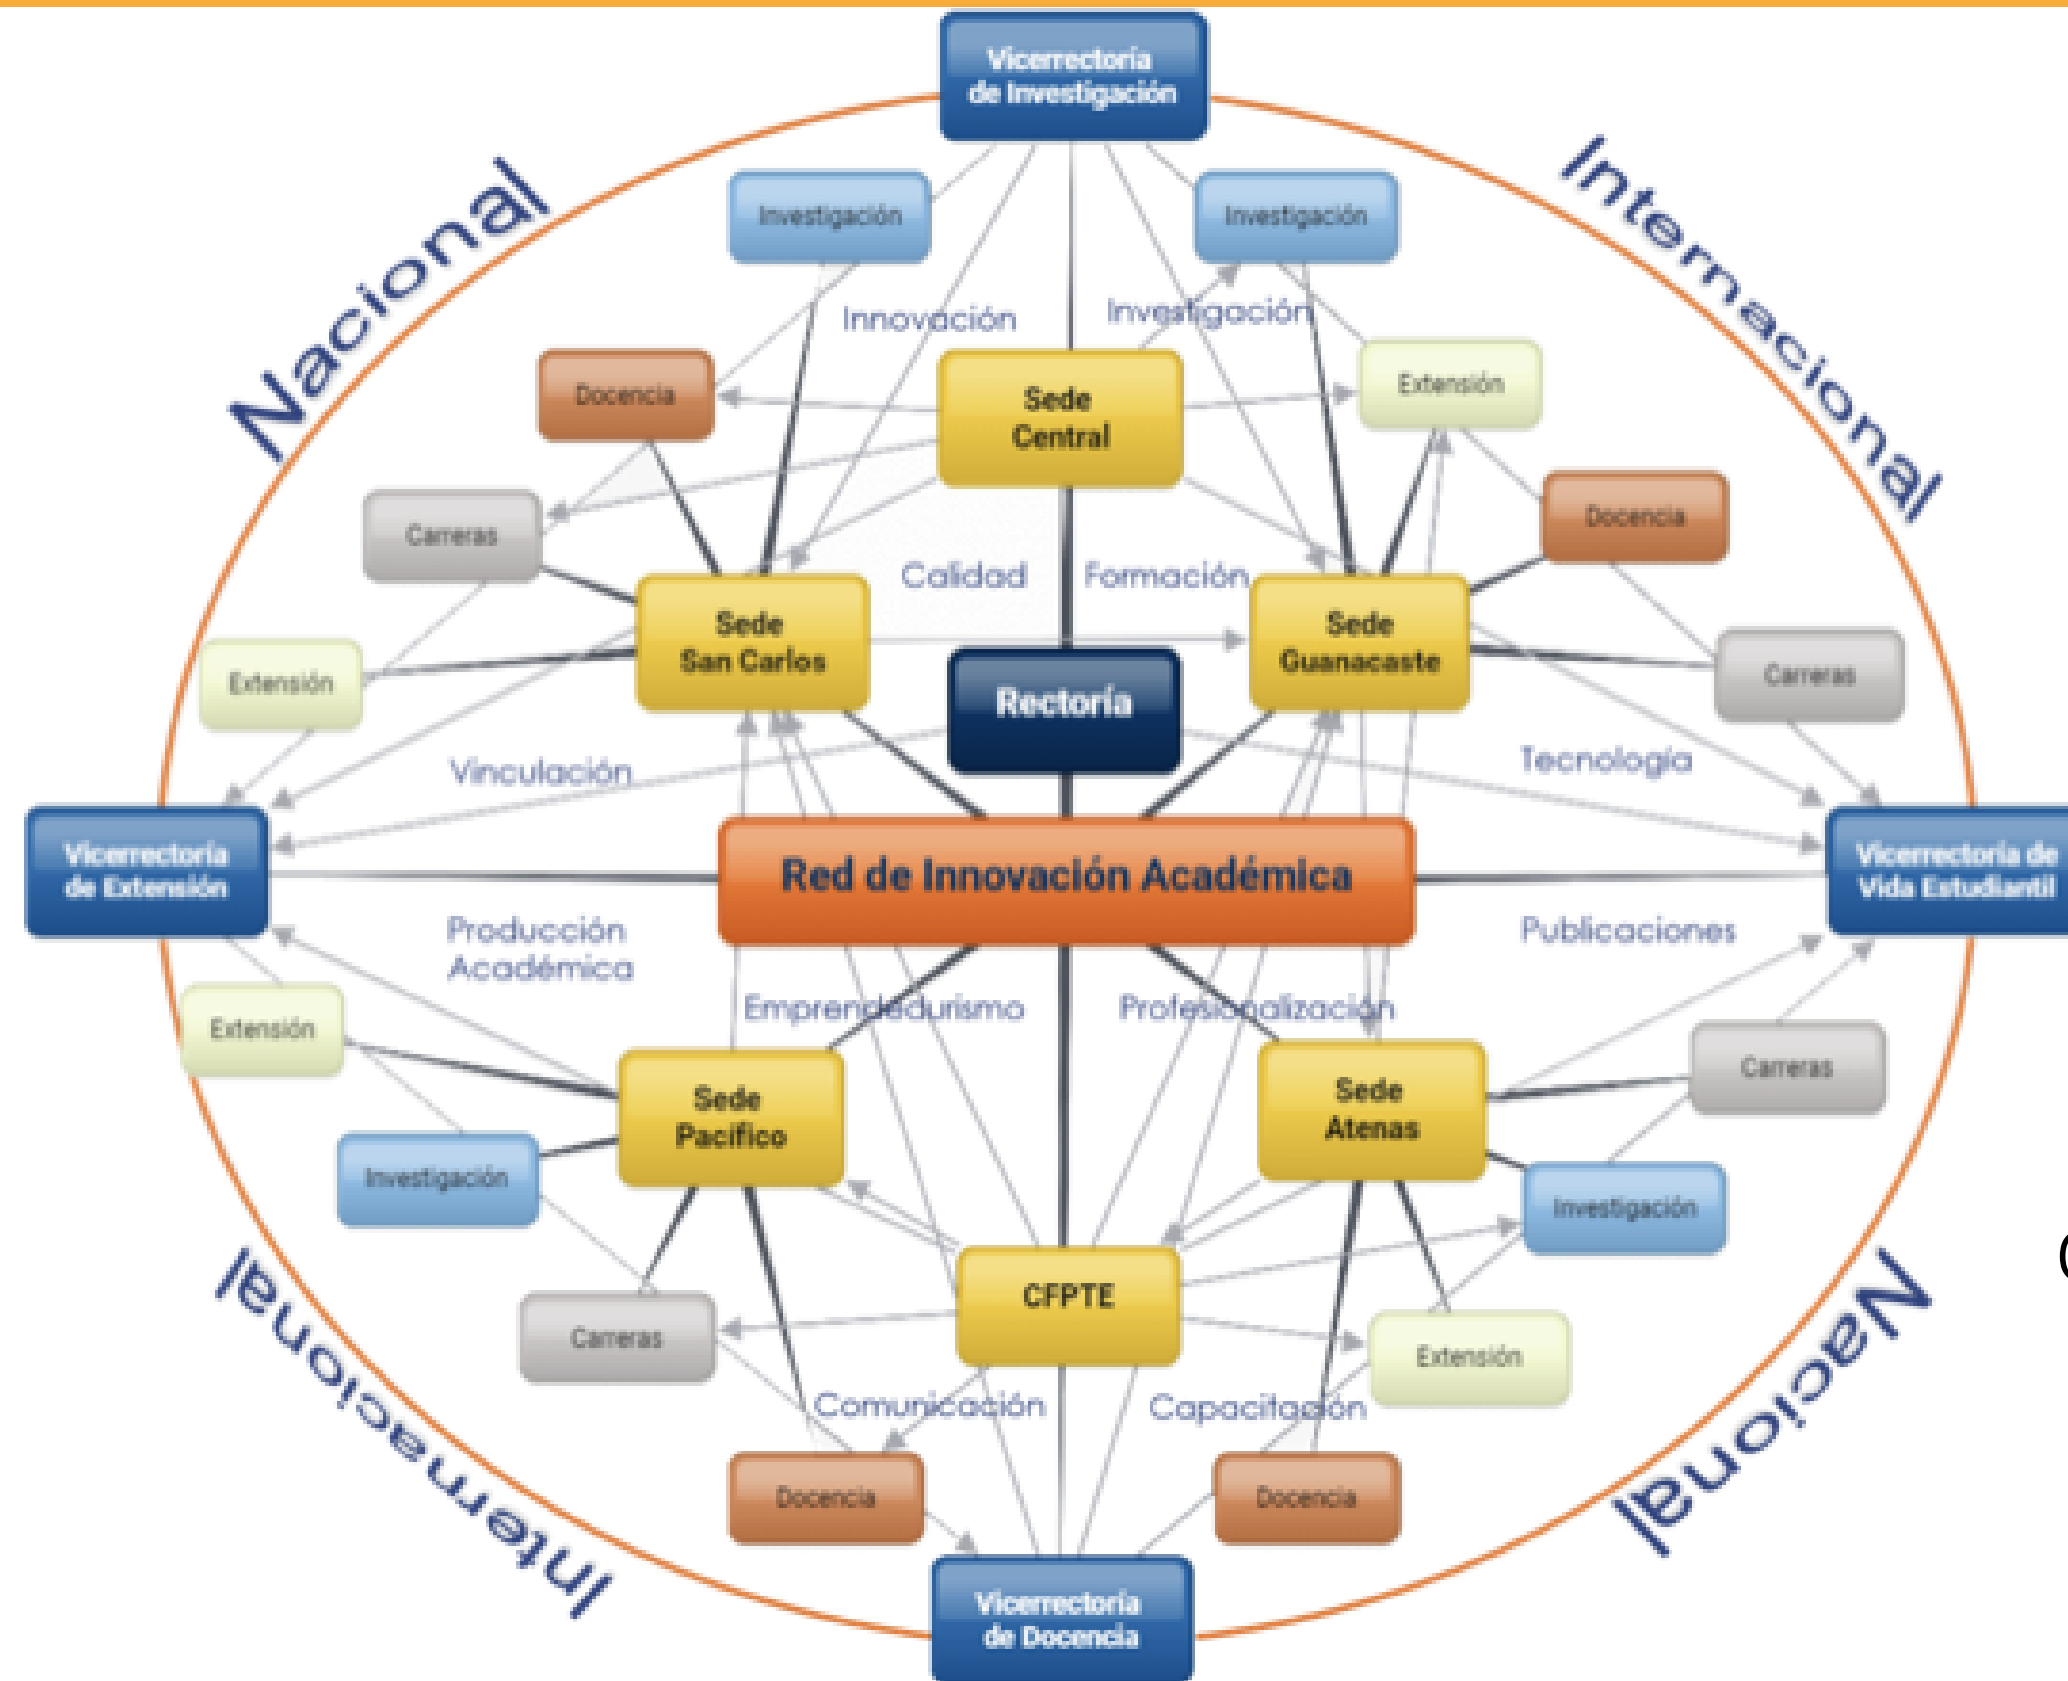 Vicerrectoría
de Investigación
Nacional
Internacional
Investigación
Investigación
Innovación
Investigación
Docencia
Sede
Central
Extensión
Carreras
Docencia
Calidad
Formación
Sede
San Carlos
Sede
Guanacaste
Extensión
Rectoría
Carreras
Vinculación
Tecnología
Vicerrectoría
de Extensión
Red de Innovación Académica
Vicerrectoría de
Vida Estudiantil
Producción
Académica
Publicaciones
Emprendedurismo
Profesionalización
Extensión
Sede
Pacífico
Sede
Atenas
Carreras
Investigación
Investigación
CFPTE
Carreras
Extensión
Internacional
Nacional
Comunicación
Capacitación
Docencia
Docencia
Vicerrectoría
de Docencia